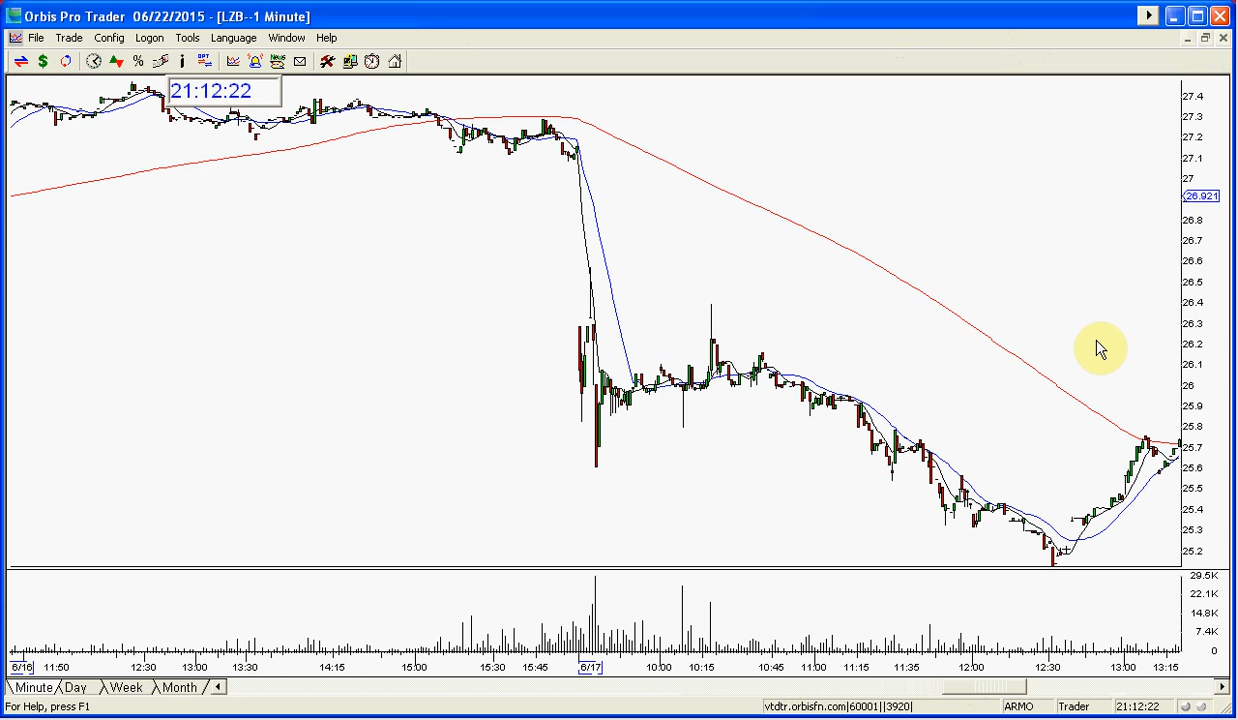 Orbis Pro Trader 06/22/2015 - [LZB--1 Minute]
File Trade Config Logon Tools Language Window Help
$ % i OPT News
21:12:22
27.4
27.3
27.2
27.1
27
26.921
26.8
26.7
26.6
26.5
26.4
26.3
26.2
26.1
26
25.9
25.8
25.7
25.6
25.5
25.4
25.3
25.2
29.5K
22.1K
14.8K
7.4K
0
6/16 11:50 12:30 13:00 13:30 14:15 15:00 15:30 15:45 6/17 10:00 10:15 10:45 11:00 11:15 11:35 12:00 12:30 13:00 13:15
Minute Day Week Month
For Help, press F1 vtdtr.orbisfn.com|60001||3920| ARMO Trader 21:12:22